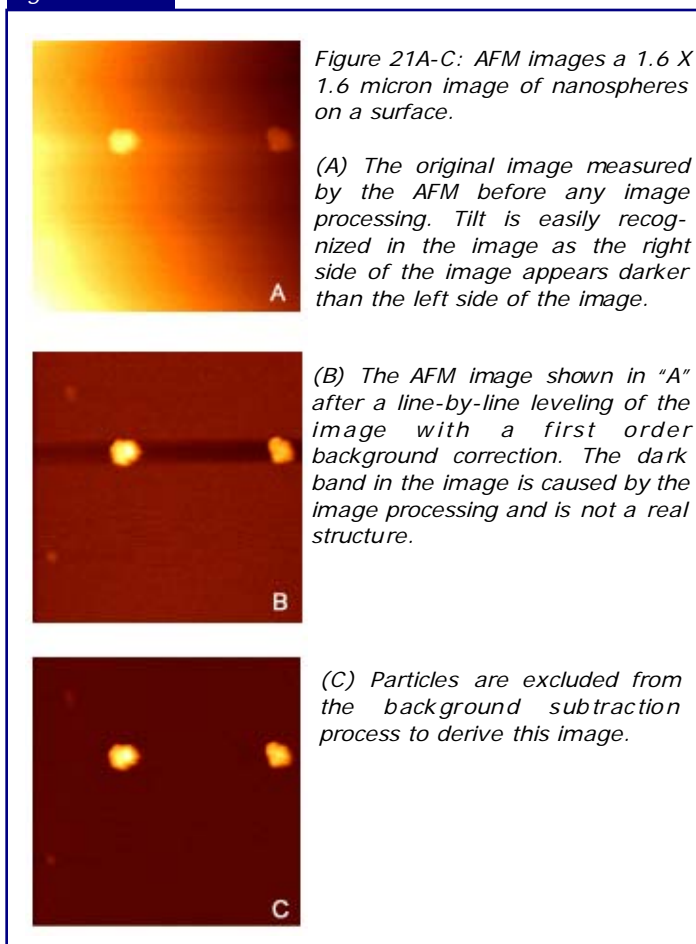 Figure 21A-C: AFM images a 1.6 X
1.6 micron image of nanospheres
on a surface.
(A) The original image measured
by the AFM before any image
processing. Tilt is easily recog-
nized in the image as the right
side of the image appears darker
than the left side of the image.
A
(B) The AFM image shown in “A”
after a line-by-line leveling of the
image with a first order
background correction. The dark
band in the image is caused by the
image processing and is not a real
structure.
B
(C) Particles are excluded from
the background subtraction
process to derive this image.
C